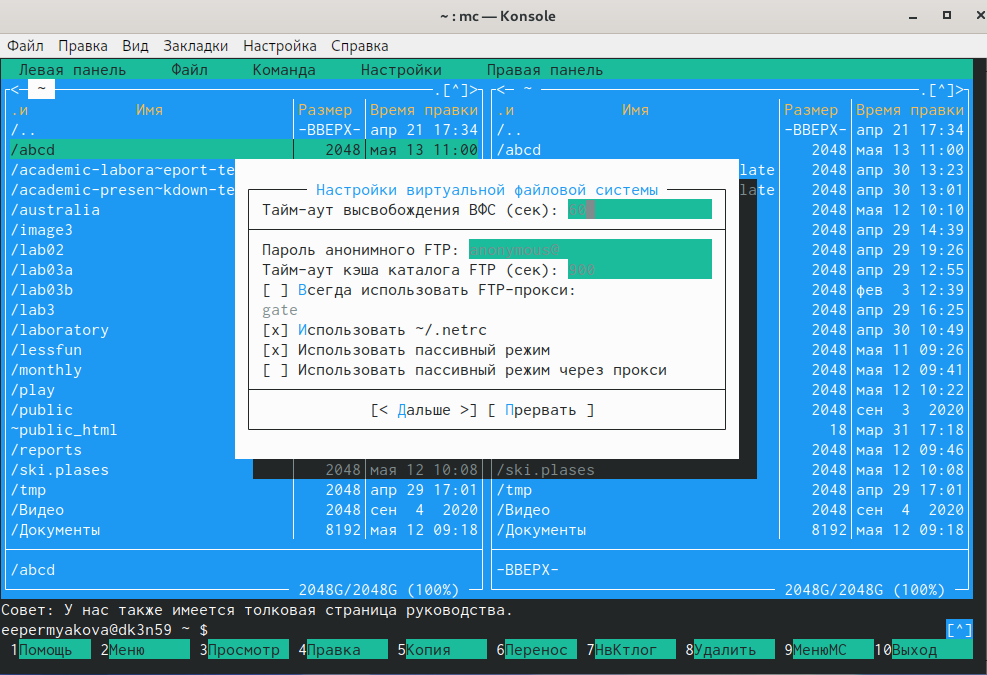 ~ : mc — Konsole
Файл Правка Вид Закладки Настройка Справка
Левая панель Файл Команда Настройки Правая панель
<- ~ .[^]> <- ~ .[^]>
.и Имя Размер Время правки .и Имя Размер Время правки
/.. -ВВЕРХ- апр 21 17:34 /.. -ВВЕРХ- апр 21 17:34
/abcd 2048 мая 13 11:00 /abcd 2048 мая 13 11:00
/academic-labora~eport-te late 2048 апр 30 13:23
/academic-presen~kdown-te Настройки виртуальной файловой системы late 2048 апр 30 13:01
/australia Тайм-аут высвобождения ВФС (сек): 2048 мая 12 10:10
/image3 2048 апр 29 14:39
/lab02 Пароль анонимного FTP: anonymous@ 2048 апр 29 19:26
/lab03a Тайм-аут кэша каталога FTP (сек): 900 2048 апр 29 12:55
/lab03b [ ] Всегда использовать FTP-прокси: 2048 фев 3 12:39
/lab3 gate 2048 апр 29 16:25
/laboratory [x] Использовать ~/.netrc 2048 апр 30 10:49
/lessfun [x] Использовать пассивный режим 2048 мая 11 09:26
/monthly [ ] Использовать пассивный режим через прокси 2048 мая 12 09:41
/play 2048 мая 12 10:22
/public [< Дальше >] [ Прервать ] 2048 сен 3 2020
~public_html 18 мар 31 17:18
/reports 2048 мая 12 09:46
/ski.plases 2048 мая 12 10:08 /ski.plases 2048 мая 12 10:08
/tmp 2048 апр 29 17:01 /tmp 2048 апр 29 17:01
/Видео 2048 сен 4 2020 /Видео 2048 сен 4 2020
/Документы 8192 мая 12 09:18 /Документы 8192 мая 12 09:18
/abcd -ВВЕРХ-
2048G/2048G (100%) 2048G/2048G (100%)
Совет: У нас также имеется толковая страница руководства.
eepermyakova@dk3n59 ~ $ [^]
1Помощь 2Меню 3Просмотр 4Правка 5Копия 6Перенос 7НвКтлог 8Удалить 9МенюМС 10Выход